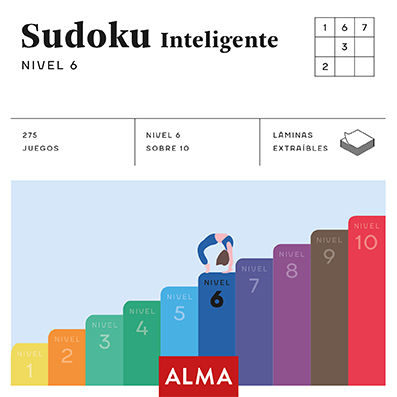 Sudoku Inteligente
NIVEL 6
1 6 7
3
2
275
JUEGOS
NIVEL 6
SOBRE 10
LÁMINAS
EXTRAÍBLES
NIVEL
1
NIVEL
2
NIVEL
3
NIVEL
4
NIVEL
5
NIVEL
6
NIVEL
7
NIVEL
8
NIVEL
9
NIVEL
10
ALMA